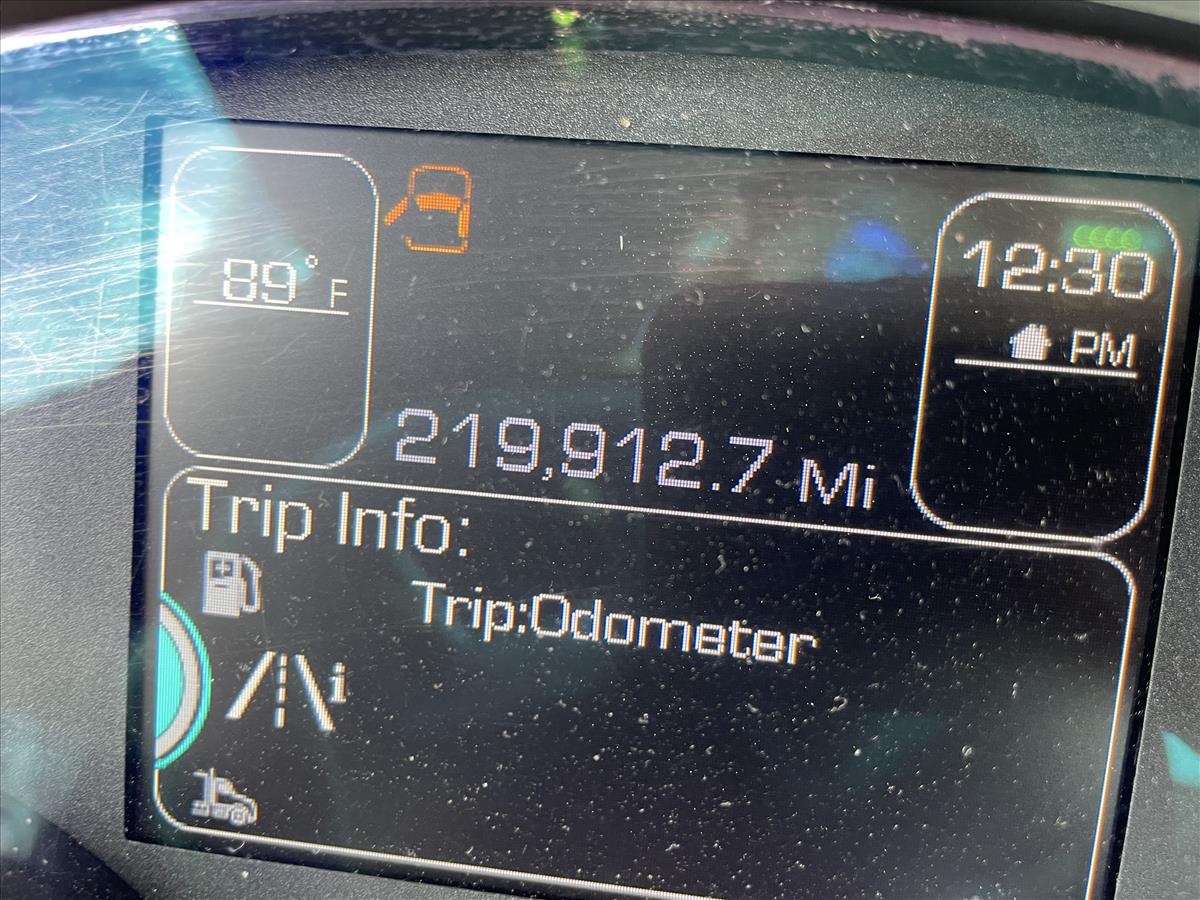 89°F
12:30
PM
219,912.7 Mi
Trip Info:
Trip:Odometer
i